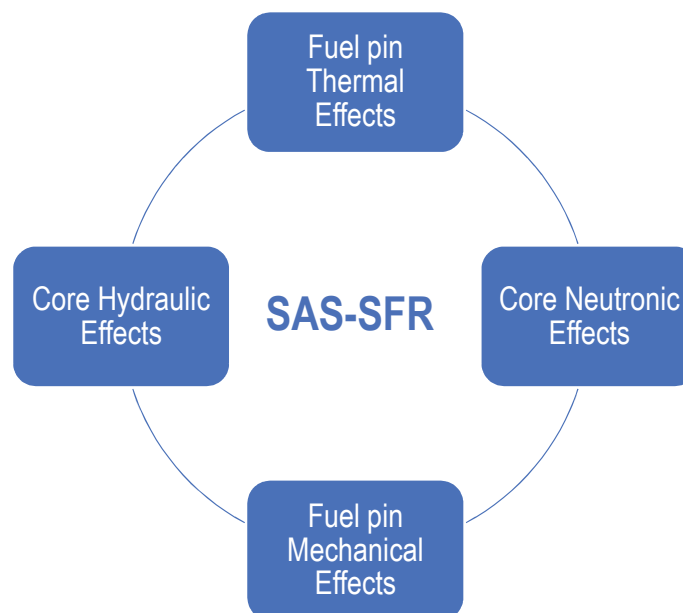 Fuel pin
Thermal
Effects
Core Hydraulic
Effects
SAS-SFR
Core Neutronic
Effects
Fuel pin
Mechanical
Effects